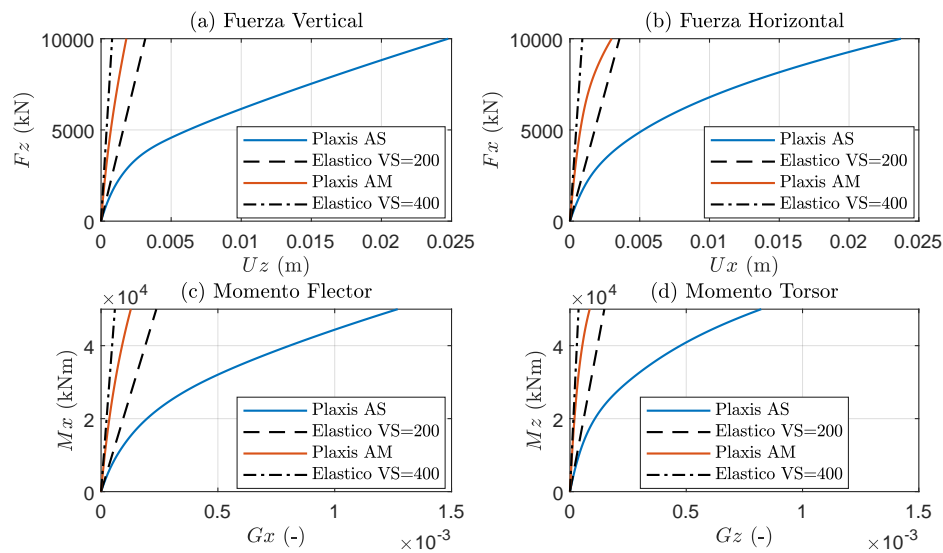 (a) Fuerza Vertical
10000
5000
0
Fz (kN)
Plaxis AS
Elastico VS=200
Plaxis AM
Elastico VS=400
0 0.005 0.01 0.015 0.02 0.025
Uz (m)
(b) Fuerza Horizontal
10000
5000
0
Fx (kN)
Plaxis AS
Elastico VS=200
Plaxis AM
Elastico VS=400
0 0.005 0.01 0.015 0.02 0.025
Ux (m)
×10⁴ (c) Momento Flector
4
2
0
Mx (kNm)
Plaxis AS
Elastico VS=200
Plaxis AM
Elastico VS=400
0 0.5 1 1.5
Gx (-) ×10⁻³
×10⁴ (d) Momento Torsor
4
2
0
Mz (kNm)
Plaxis AS
Elastico VS=200
Plaxis AM
Elastico VS=400
0 0.5 1 1.5
Gz (-) ×10⁻³